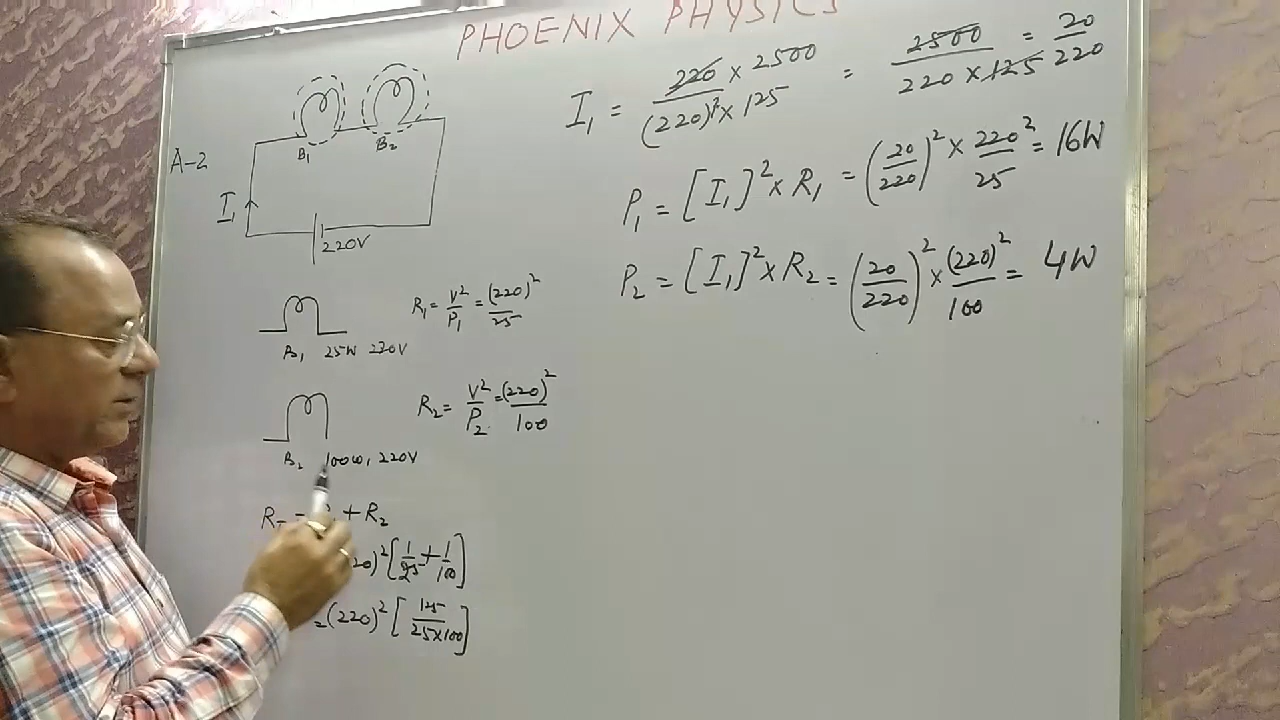 PHOENIX PHYSICS
A-2
B₁ B₂
I₁
220V
B₁ 25W 230V
R₁ = V²/P₁ = (220)²/25
B₂ 100W, 220V
R₂ = V²/P₂ = (220)²/100
+ R₂
)² [1/25 + 1/100]
= (220)² [125/25×100]
I₁ = 220 × 2500/(220)² × 125 = 2500/220 × 125 = 20/220
P₁ = [I₁]² × R₁ = (20/220)² × 220²/25 = 16W
P₂ = [I₁]² × R₂ = (20/220)² × (220)²/100 = 4W